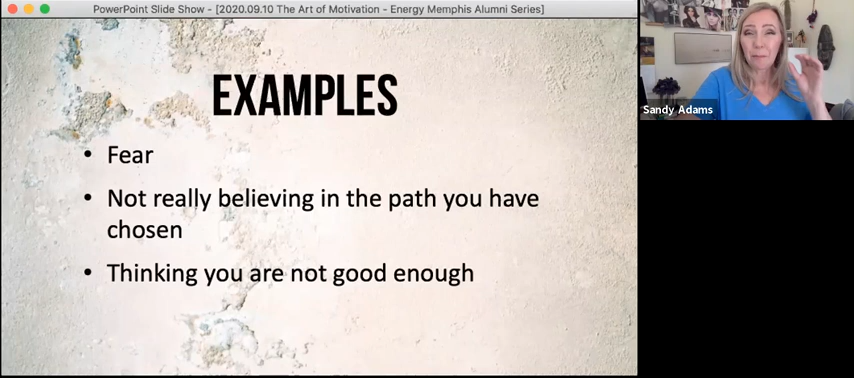 PowerPoint Slide Show - [2020.09.10 The Art of Motivation - Energy Memphis Alumni Series]
EXAMPLES
• Fear
• Not really believing in the path you have
chosen
• Thinking you are not good enough
Sandy Adams